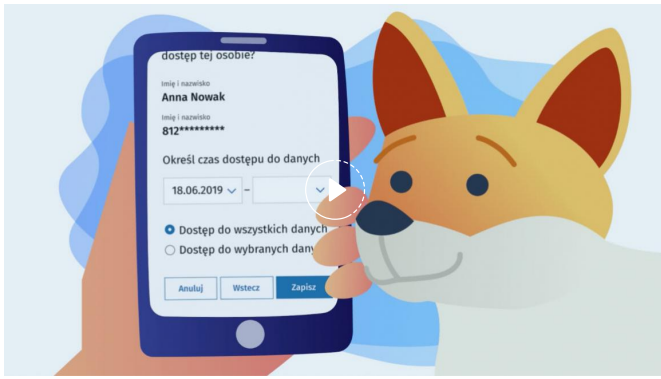 dostęp tej osobie?
Imię i nazwisko
Anna Nowak
Imię i nazwisko
812*********
Określ czas dostępu do danych
18.06.2019 –
Dostęp do wszystkich danych
Dostęp do wybranych dany
Anuluj Wstecz Zapisz